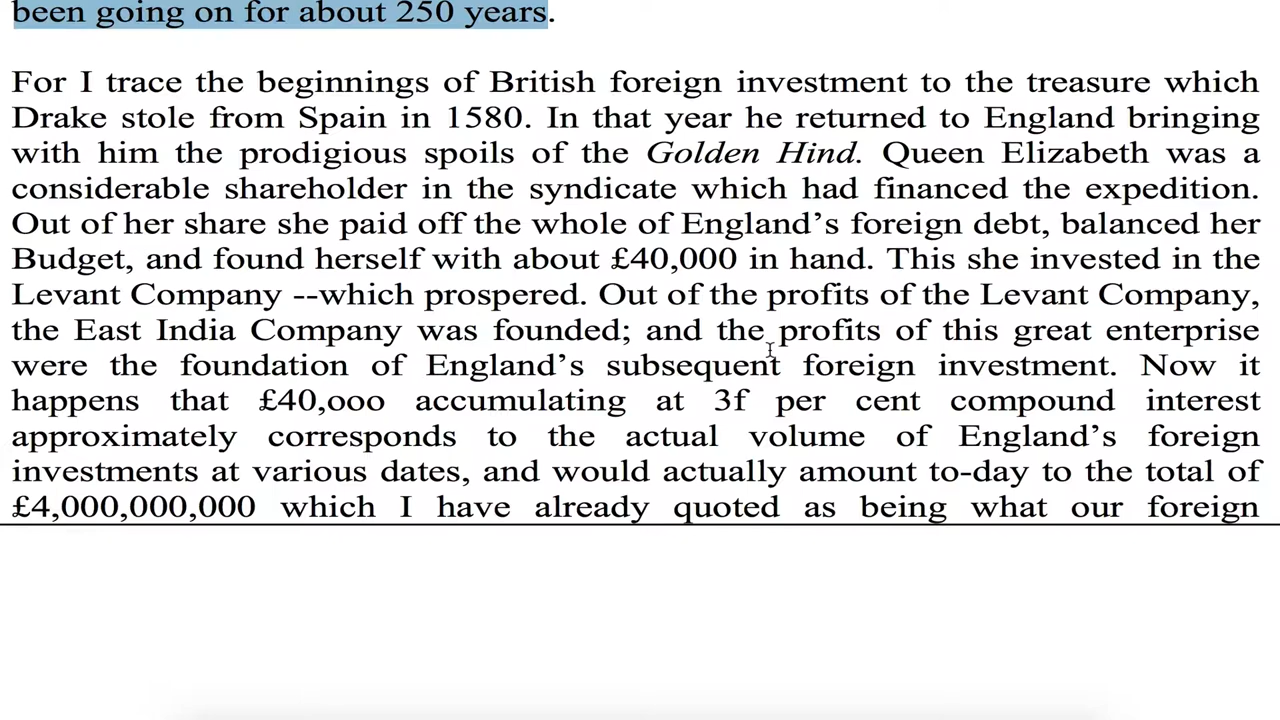 been going on for about 250 years.
For I trace the beginnings of British foreign investment to the treasure which
Drake stole from Spain in 1580. In that year he returned to England bringing
with him the prodigious spoils of the Golden Hind. Queen Elizabeth was a
considerable shareholder in the syndicate which had financed the expedition.
Out of her share she paid off the whole of England’s foreign debt, balanced her
Budget, and found herself with about £40,000 in hand. This she invested in the
Levant Company --which prospered. Out of the profits of the Levant Company,
the East India Company was founded; and the profits of this great enterprise
were the foundation of England’s subsequent foreign investment. Now it
happens that £40,ooo accumulating at 3f per cent compound interest
approximately corresponds to the actual volume of England’s foreign
investments at various dates, and would actually amount to-day to the total of
£4,000,000,000 which I have already quoted as being what our foreign